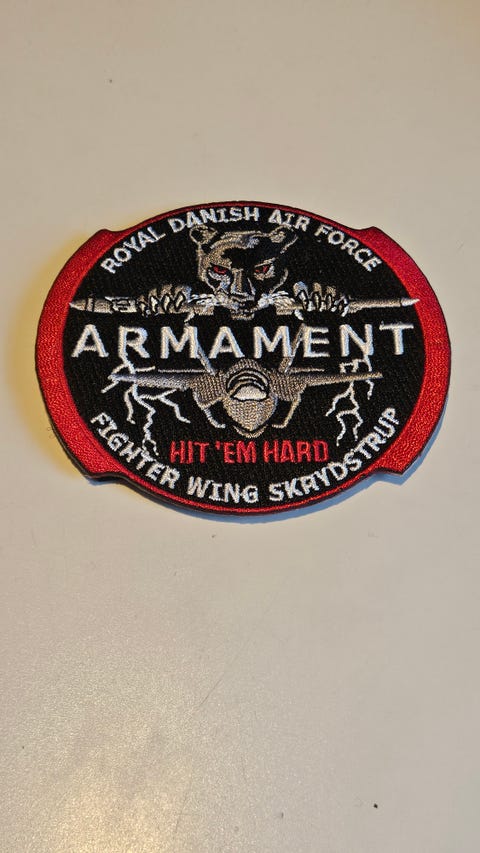 ROYAL DANISH AIR FORCE
ARMAMENT
HIT 'EM HARD
FIGHTER WING SKRYDSTRUP